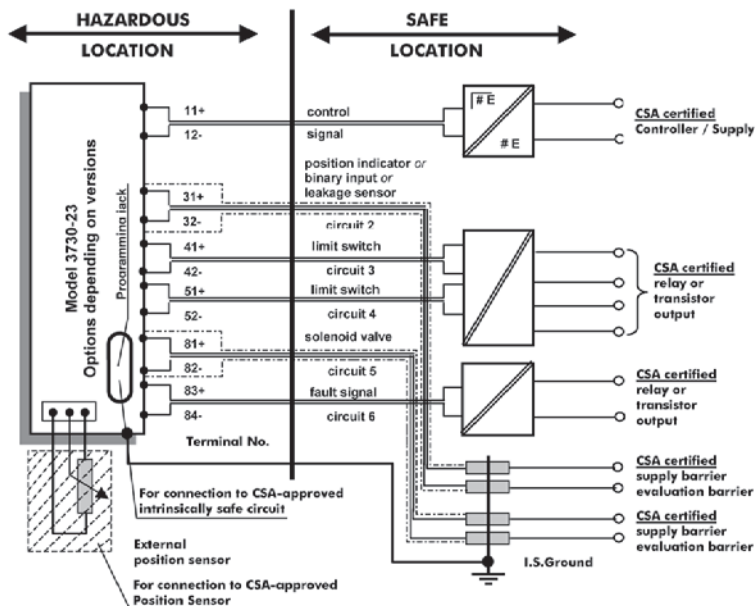 HAZARDOUS
LOCATION
SAFE
LOCATION
Model 3730-23
Options depending on versions
Programming jack
11+
12-
control
signal
# E
# E
CSA certified
Controller / Supply
position indicator or
binary input or
leakage sensor
31+
32-
circuit 2
41+
limit switch
42-
circuit 3
51+
limit switch
52-
circuit 4
CSA certified
relay or
transistor
output
solenoid valve
81+
82-
circuit 5
83+
fault signal
84-
circuit 6
CSA certified
relay or
transistor
output
Terminal No.
CSA certified
supply barrier
evaluation barrier
CSA certified
supply barrier
evaluation barrier
For connection to CSA-approved
intrinsically safe circuit
External
position sensor
I.S.Ground
For connection to CSA-approved
Position Sensor